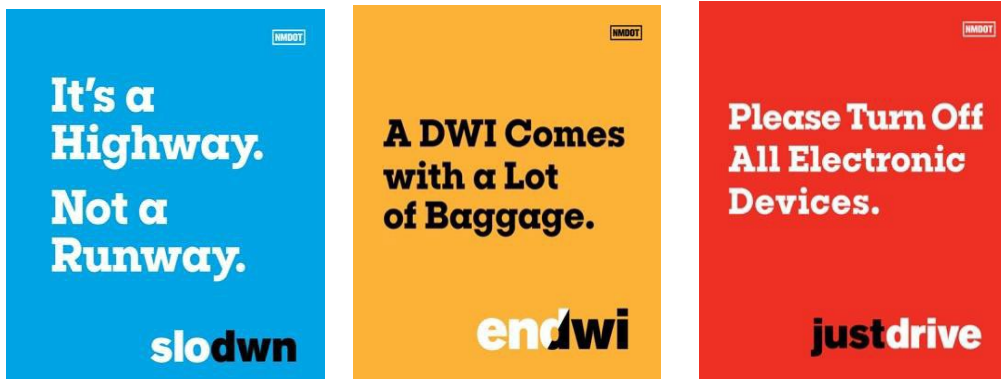 NMDOT
It's a
Highway.
Not a
Runway.
slodwn
NMDOT
A DWI Comes
with a Lot
of Baggage.
endwi
NMDOT
Please Turn Off
All Electronic
Devices.
justdrive